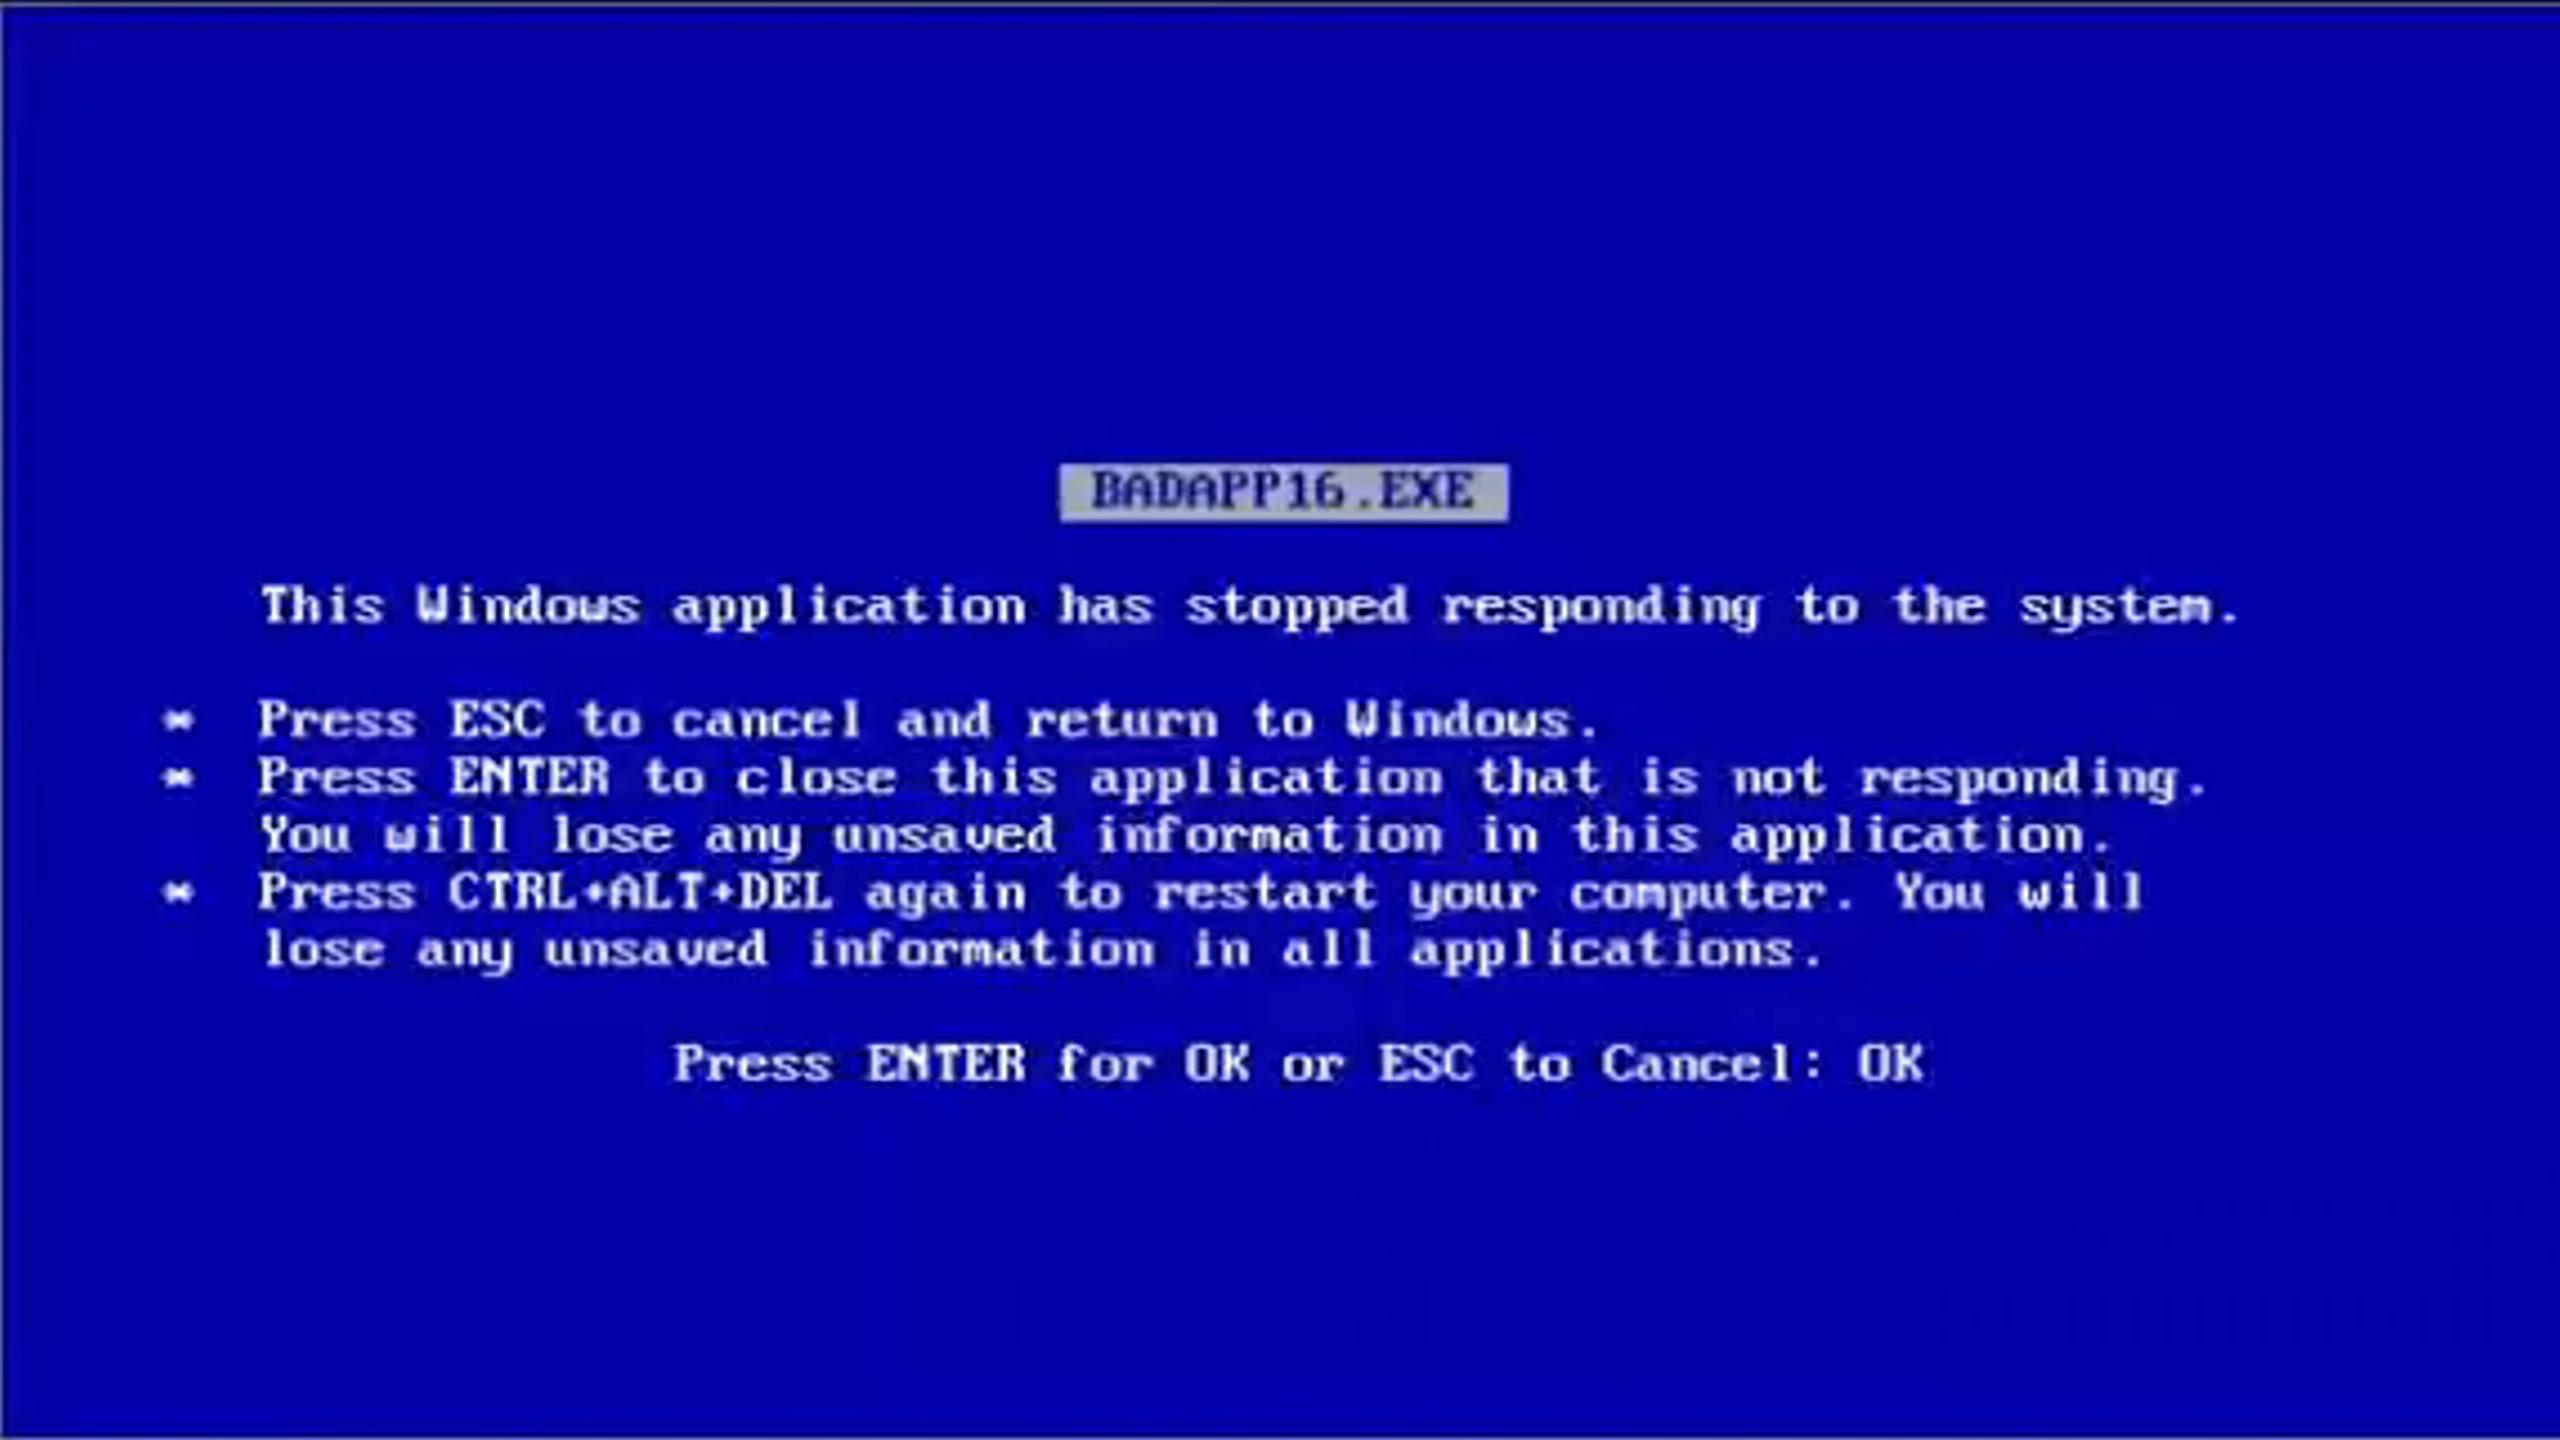 BADAPP16.EXE
This Windows application has stopped responding to the system.
* Press ESC to cancel and return to Windows.
* Press ENTER to close this application that is not responding.
You will lose any unsaved information in this application.
* Press CTRL+ALT+DEL again to restart your computer. You will
lose any unsaved information in all applications.
Press ENTER for OK or ESC to Cancel: OK